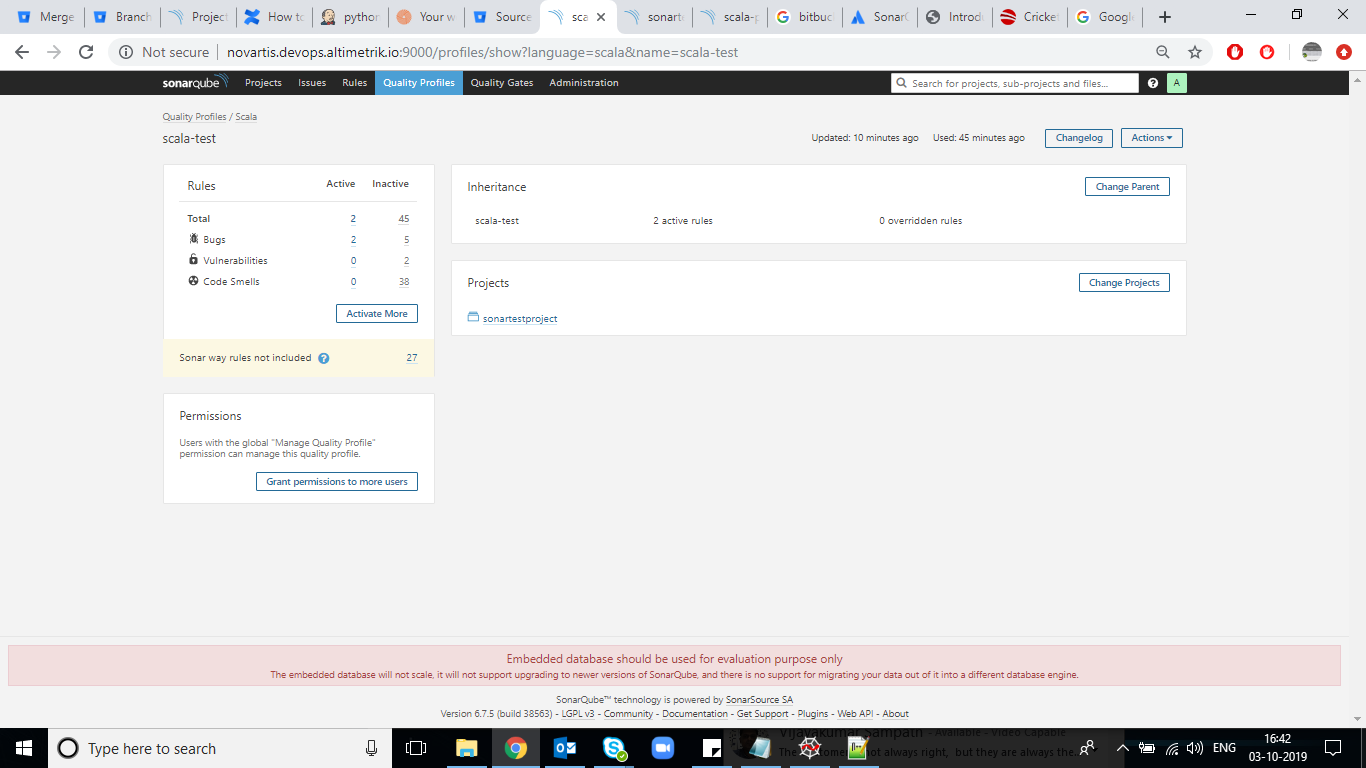 Merge
Branch
Project
How to
python
Your w
Source
sca
sonart
scala-p
bitbuc
SonarQ
Introdu
Cricket
Google
Not secure | novartis.devops.altimetrik.io:9000/profiles/show?language=scala&name=scala-test
sonarqube Projects Issues Rules Quality Profiles Quality Gates Administration Search for projects, sub-projects and files... A
Quality Profiles / Scala
scala-test
Updated: 10 minutes ago Used: 45 minutes ago Changelog Actions
Rules Active Inactive
Total 2 45
Bugs 2 5
Vulnerabilities 0 2
Code Smells 0 38
Activate More
Sonar way rules not included ? 27
Permissions
Users with the global "Manage Quality Profile"
permission can manage this quality profile.
Grant permissions to more users
Inheritance Change Parent
scala-test 2 active rules 0 overridden rules
Projects Change Projects
sonartestproject
Embedded database should be used for evaluation purpose only
The embedded database will not scale, it will not support upgrading to newer versions of SonarQube, and there is no support for migrating your data out of it into a different database engine.
SonarQube™ technology is powered by SonarSource SA
Version 6.7.5 (build 38563) - LGPL v3 - Community - Documentation - Get Support - Plugins - Web API - About
Type here to search
Vijayakumar Sampath - Available - Video Capable
not always right, but they are always the...
ENG
16:42
03-10-2019